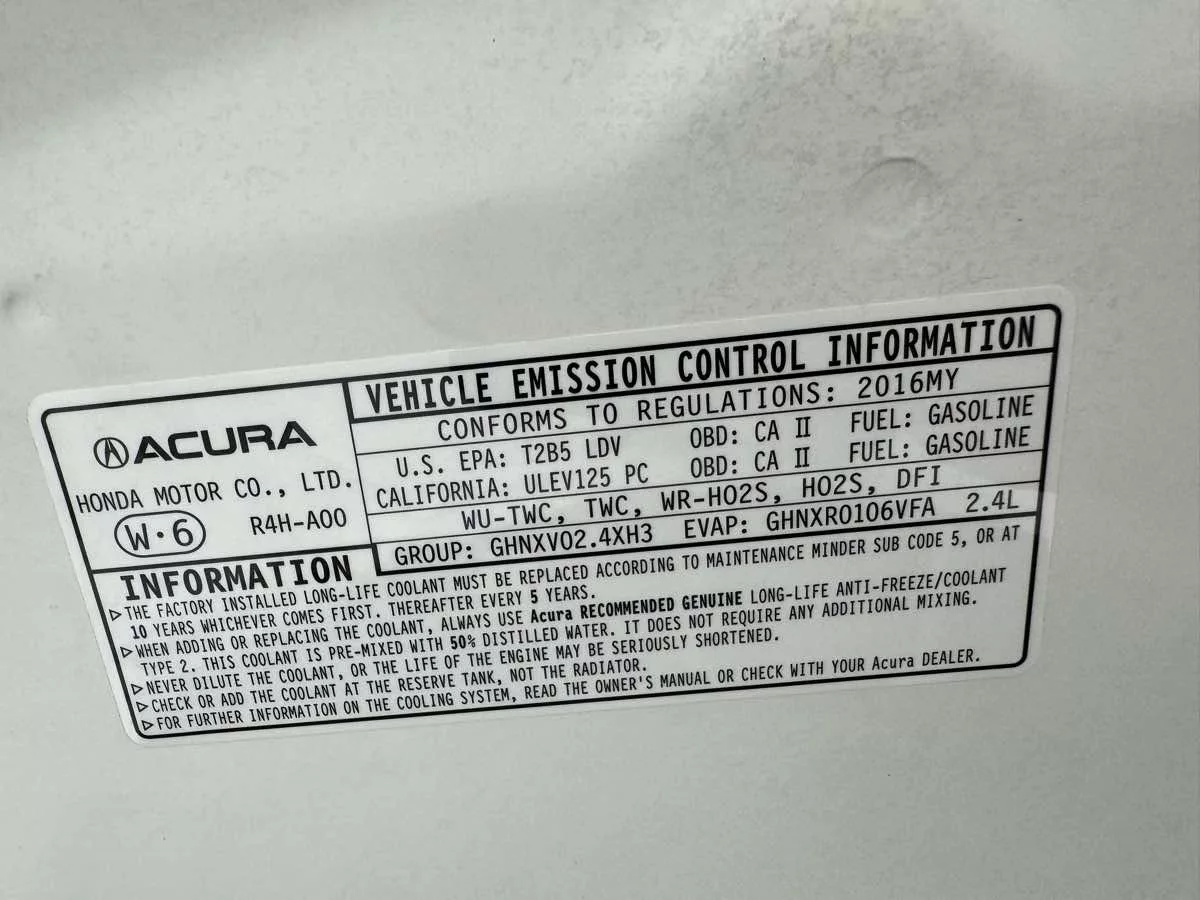 ACURA
HONDA MOTOR CO., LTD.
W·6 R4H-A00
VEHICLE EMISSION CONTROL INFORMATION
CONFORMS TO REGULATIONS: 2016MY
U.S. EPA: T2B5 LDV OBD: CA II FUEL: GASOLINE
CALIFORNIA: ULEV125 PC OBD: CA II FUEL: GASOLINE
WU-TWC, TWC, WR-HO2S, HO2S, DFI
GROUP: GHNXV02.4XH3 EVAP: GHNXR0106VFA 2.4L
INFORMATION
▷THE FACTORY INSTALLED LONG-LIFE COOLANT MUST BE REPLACED ACCORDING TO MAINTENANCE MINDER SUB CODE 5, OR AT
10 YEARS WHICHEVER COMES FIRST. THEREAFTER EVERY 5 YEARS.
▷WHEN ADDING OR REPLACING THE COOLANT, ALWAYS USE Acura RECOMMENDED GENUINE LONG-LIFE ANTI-FREEZE/COOLANT
TYPE 2. THIS COOLANT IS PRE-MIXED WITH 50% DISTILLED WATER. IT DOES NOT REQUIRE ANY ADDITIONAL MIXING.
▷NEVER DILUTE THE COOLANT, OR THE LIFE OF THE ENGINE MAY BE SERIOUSLY SHORTENED.
▷CHECK OR ADD THE COOLANT AT THE RESERVE TANK, NOT THE RADIATOR.
▷FOR FURTHER INFORMATION ON THE COOLING SYSTEM, READ THE OWNER'S MANUAL OR CHECK WITH YOUR Acura DEALER.